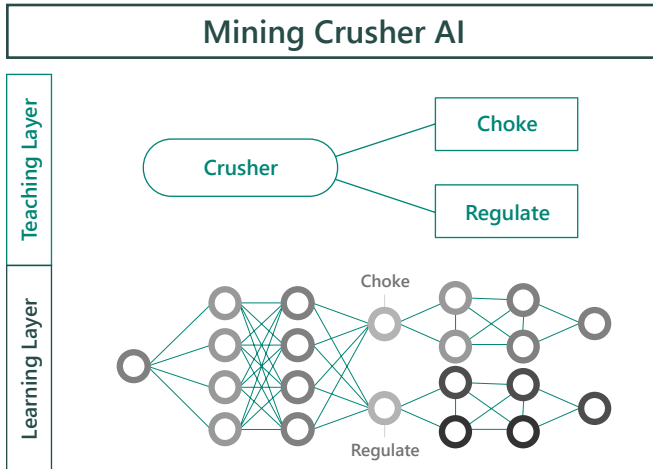 Mining Crusher AI
Teaching Layer
Choke
Crusher
Regulate
Learning Layer
Choke
Regulate